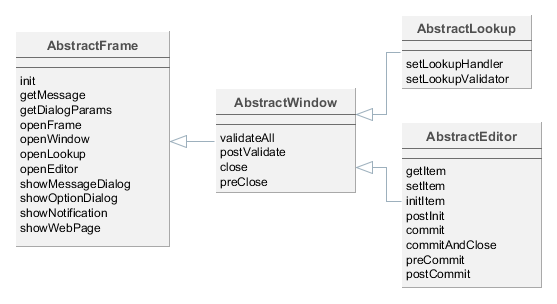 AbstractFrame
init
getMessage
getDialogParams
openFrame
openWindow
openLookup
openEditor
showMessageDialog
showOptionDialog
showNotification
showWebPage
AbstractWindow
validateAll
postValidate
close
preClose
AbstractLookup
setLookupHandler
setLookupValidator
AbstractEditor
getItem
setItem
initItem
postInit
commit
commitAndClose
preCommit
postCommit